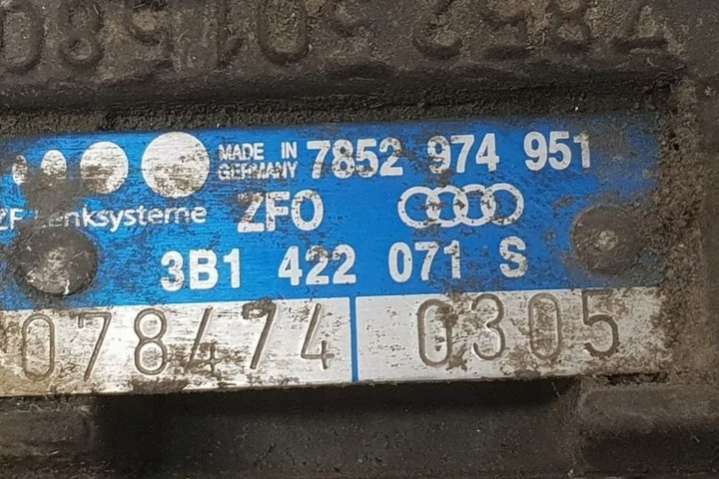 MADE IN
GERMANY 7852 974 951
ZF Lenksysteme ZFO
3B1 422 071 S
078474 0305